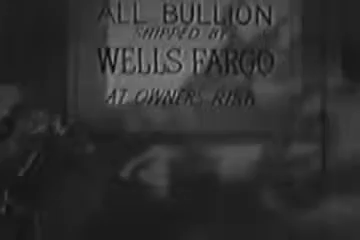 ALL BULLION
SHIPPED BY
WELLS FARGO
AT OWNERS RISK